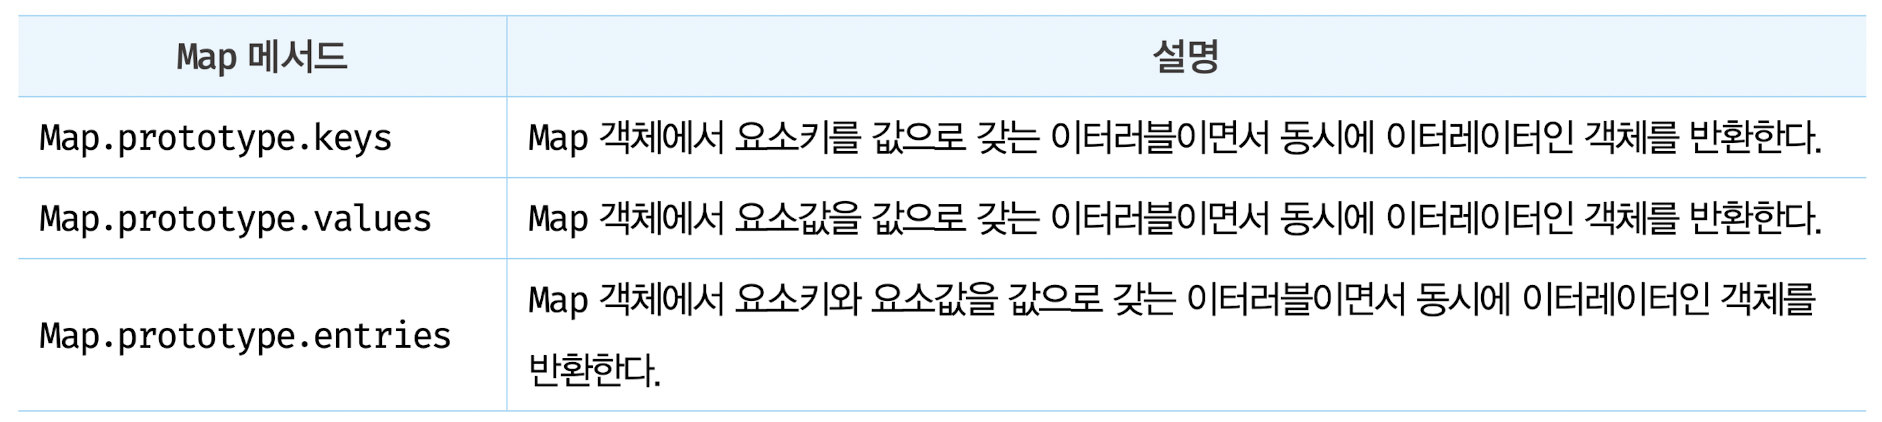 Map 메서드
설명
Map.prototype.keys
Map 객체에서 요소키를 값으로 갖는 이터러블이면서 동시에 이터레이터인 객체를 반환한다.
Map.prototype.values
Map 객체에서 요소값을 값으로 갖는 이터러블이면서 동시에 이터레이터인 객체를 반환한다.
Map.prototype.entries
Map 객체에서 요소키와 요소값을 값으로 갖는 이터러블이면서 동시에 이터레이터인 객체를
반환한다.